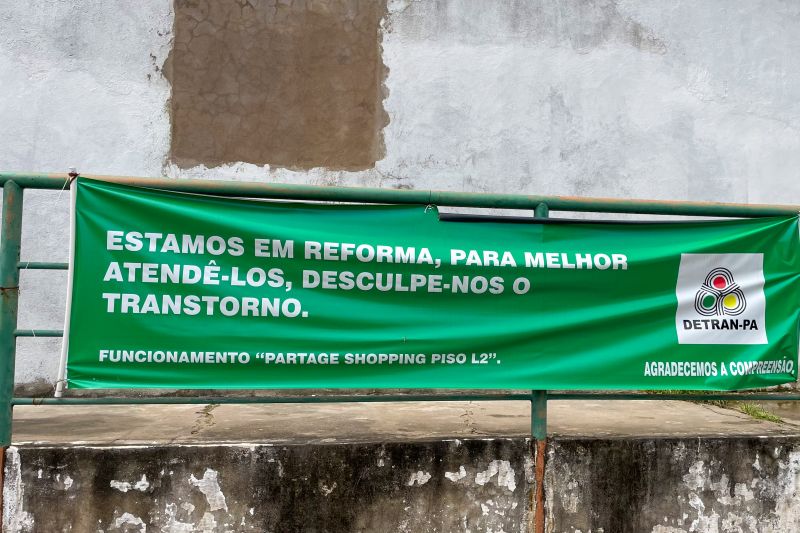 ESTAMOS EM REFORMA, PARA MELHOR
ATENDÊ-LOS, DESCULPE-NOS O
TRANSTORNO.
FUNCIONAMENTO “PARTAGE SHOPPING PISO L2”.
DETRAN-PA
AGRADECEMOS A COMPREENSÃO.